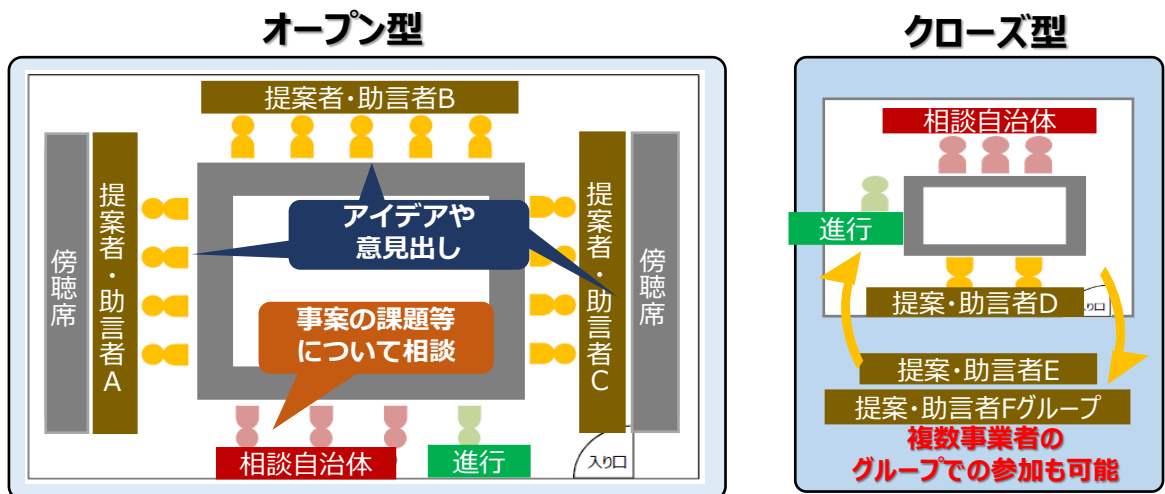 オープン型
提案者・助言者B
提案者・助言者A
傍聴席
アイデアや
意見出し
事案の課題等
について相談
提案者・助言者C
傍聴席
相談自治体
進行
入り口
クローズ型
相談自治体
進行
提案・助言者D
り口
提案・助言者E
提案・助言者Fグループ
複数事業者の
グループでの参加も可能